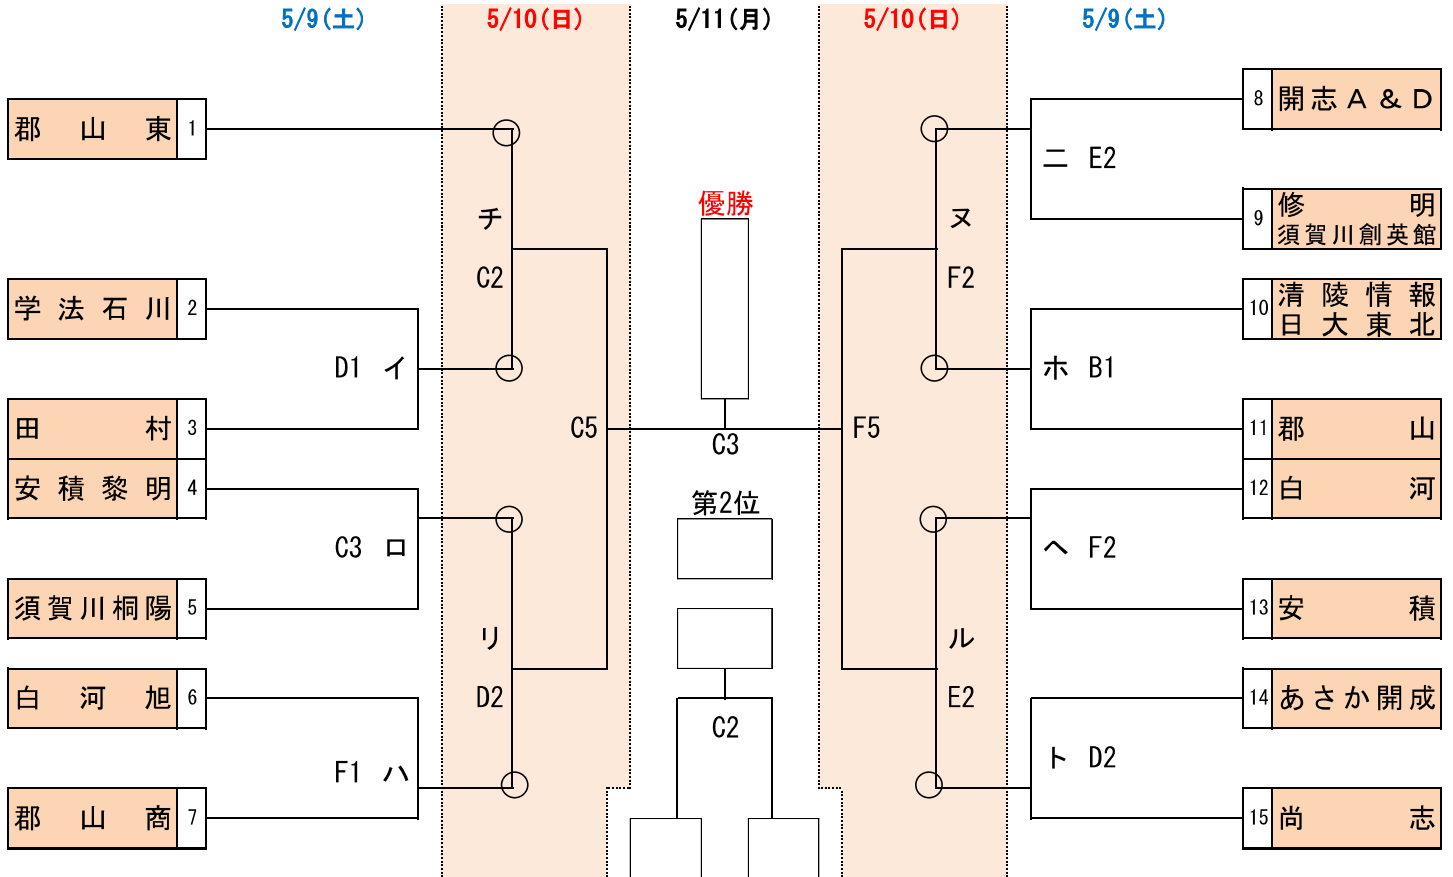 5/9(土)
5/10(日)
5/11(月)
5/10(日)
5/9(土)
郡山東 1
学法石川 2
田村 3
安積黎明 4
須賀川桐陽 5
白河旭 6
郡山商 7
D1 イ
C3 ロ
F1 ハ
チ
C2
リ
D2
C5
優勝
C3
第2位
C2
F5
ヌ
F2
ル
E2
ニ E2
ホ B1
ヘ F2
ト D2
8 開志A&D
9 修明
須賀川創英館
10 清陵情報
日大東北
11 郡山
12 白河
13 安積
14 あさか開成
15 尚志